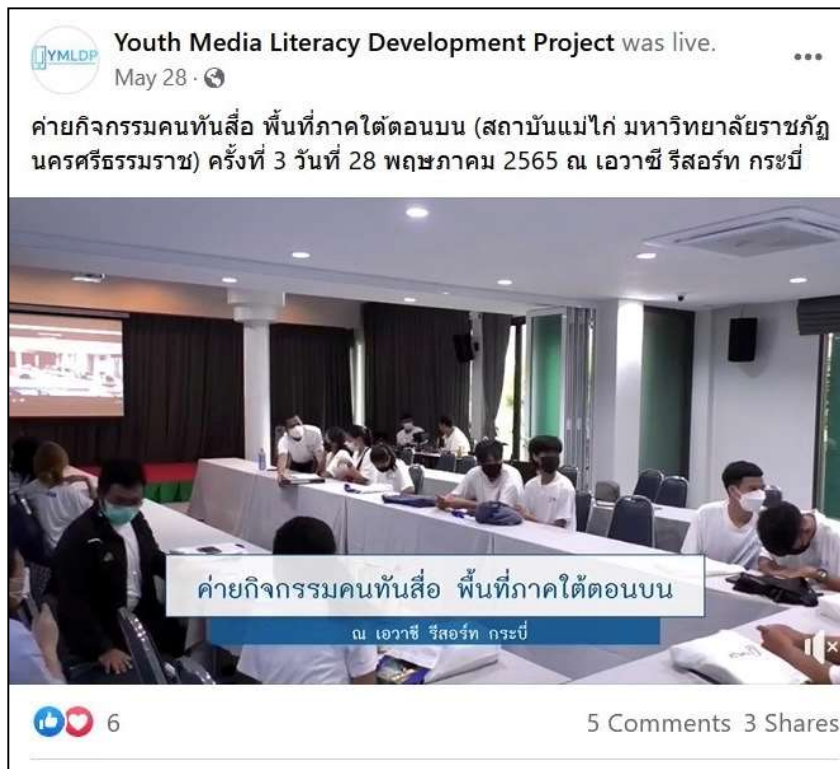 YMLDP
Youth Media Literacy Development Project was live.
May 28 ·
ค่ายกิจกรรมคนทันสื่อ พื้นที่ภาคใต้ตอนบน (สถาบันแม่ไก่ มหาวิทยาลัยราชภัฏ
นครศรีธรรมราช) ครั้งที่ 3 วันที่ 28 พฤษภาคม 2565 ณ เอวาซี รีสอร์ท กระบี่
ค่ายกิจกรรมคนทันสื่อ พื้นที่ภาคใต้ตอนบน
ณ เอวาซี รีสอร์ท กระบี่
6
5 Comments 3 Shares